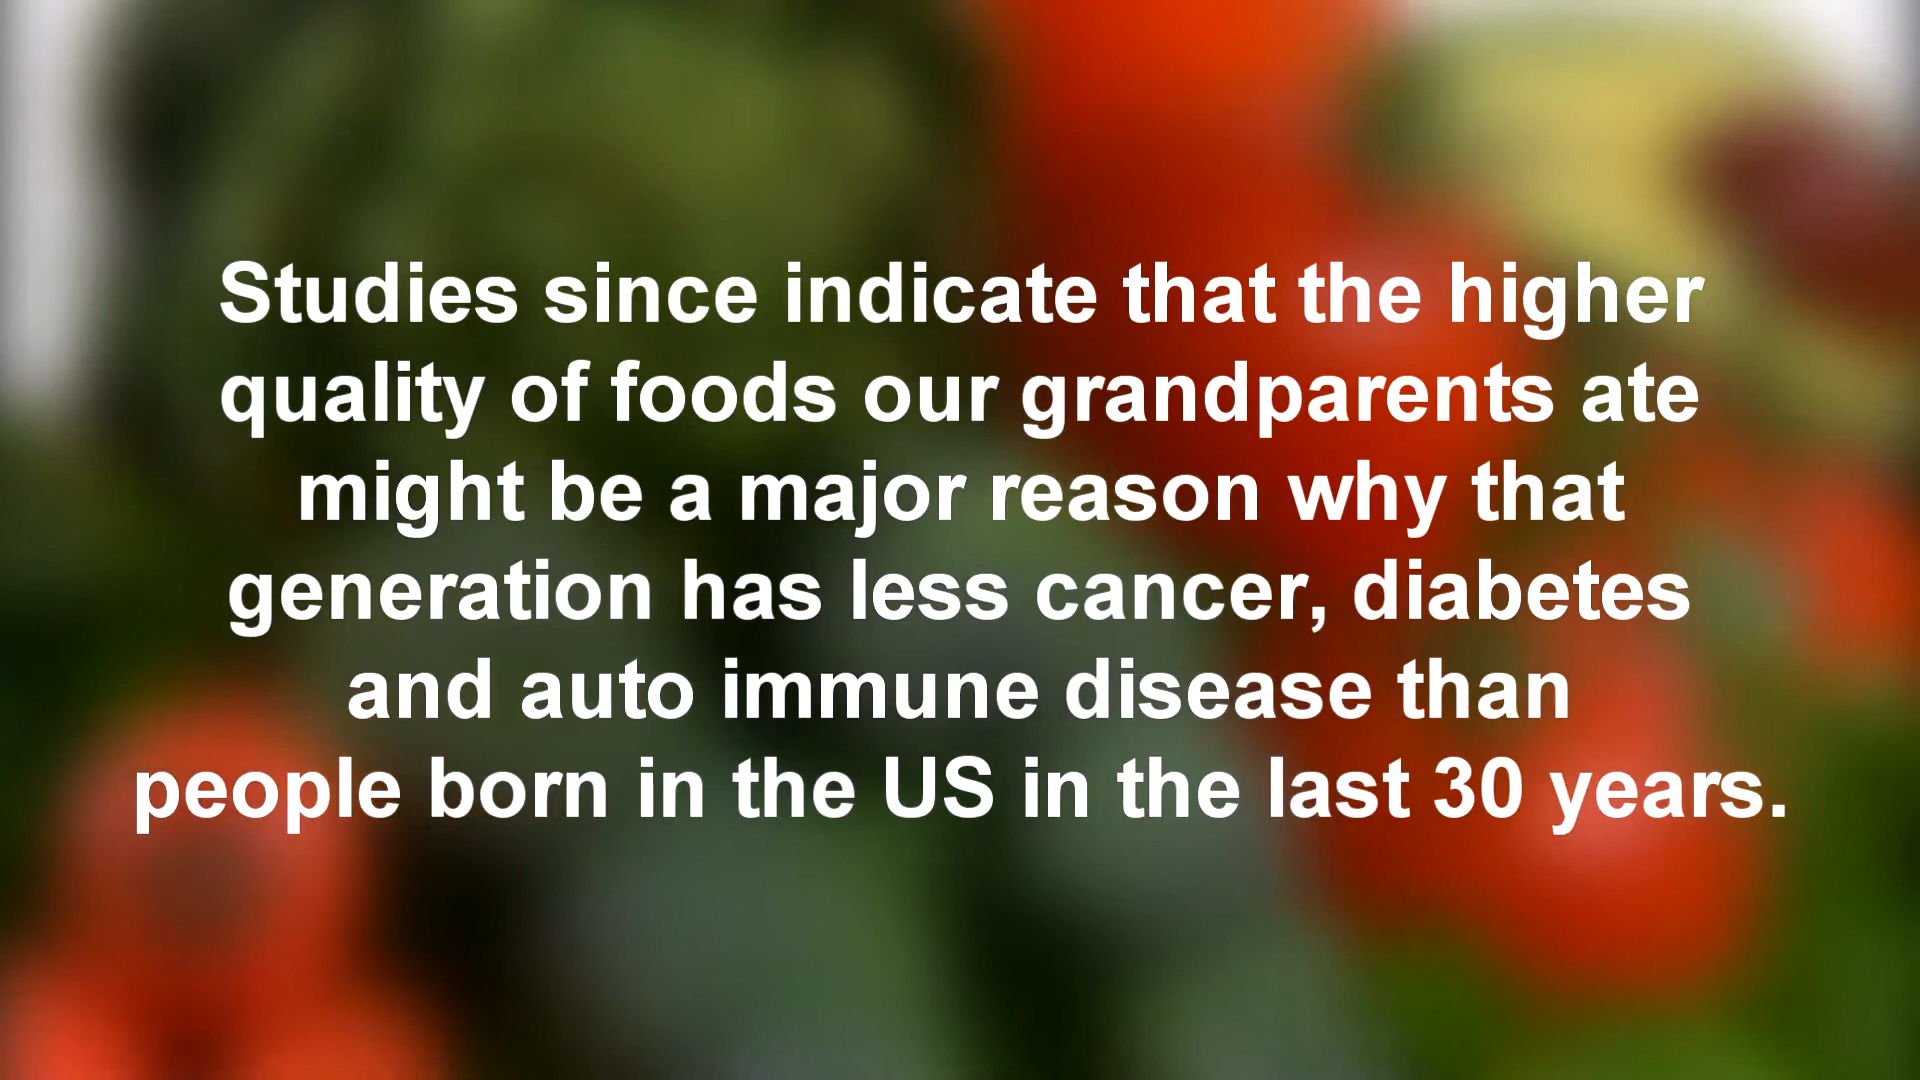 Studies since indicate that the higher
quality of foods our grandparents ate
might be a major reason why that
generation has less cancer, diabetes
and auto immune disease than
people born in the US in the last 30 years.